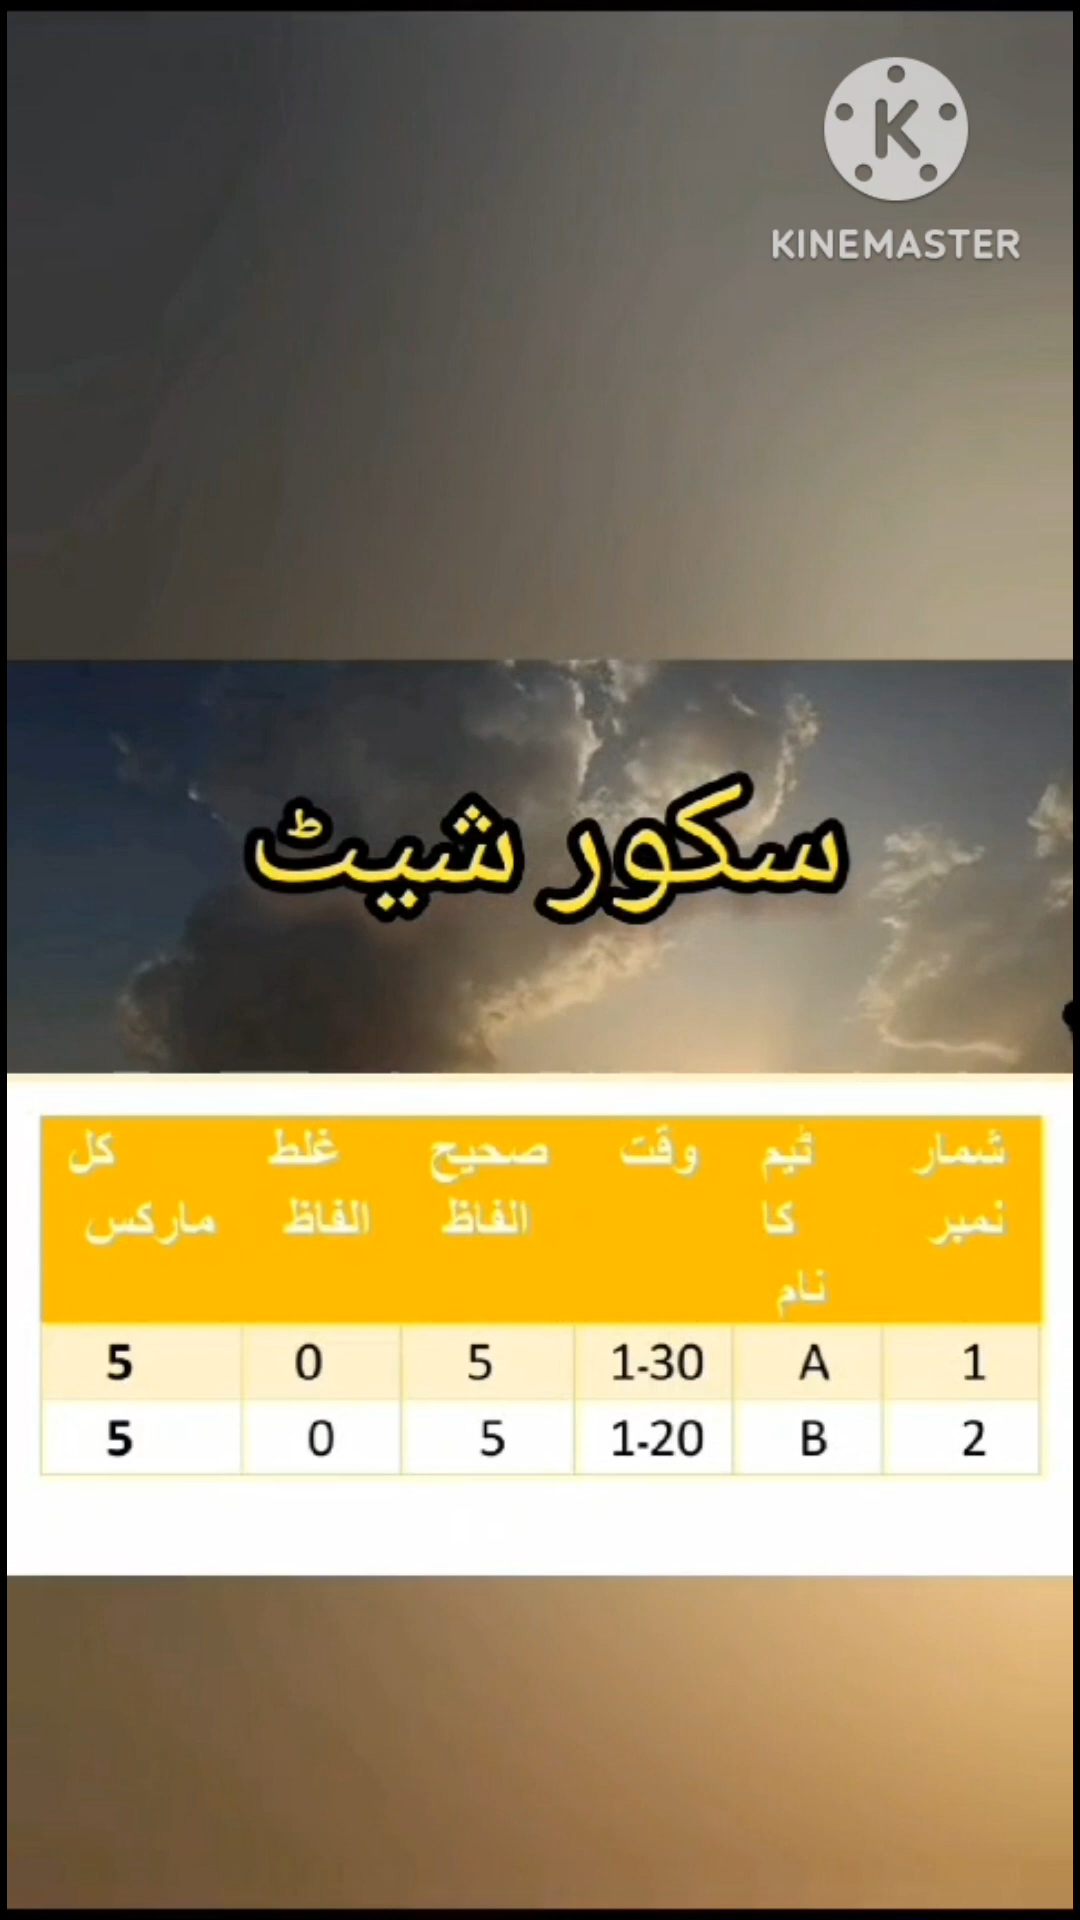 K
KINEMASTER
سکور شیٹ
شمار نمبر	ٹیم کا نام	وقت	صحیح الفاظ	غلط الفاظ	کل مارکس
1	A	1-30	5	0	5
2	B	1-20	5	0	5